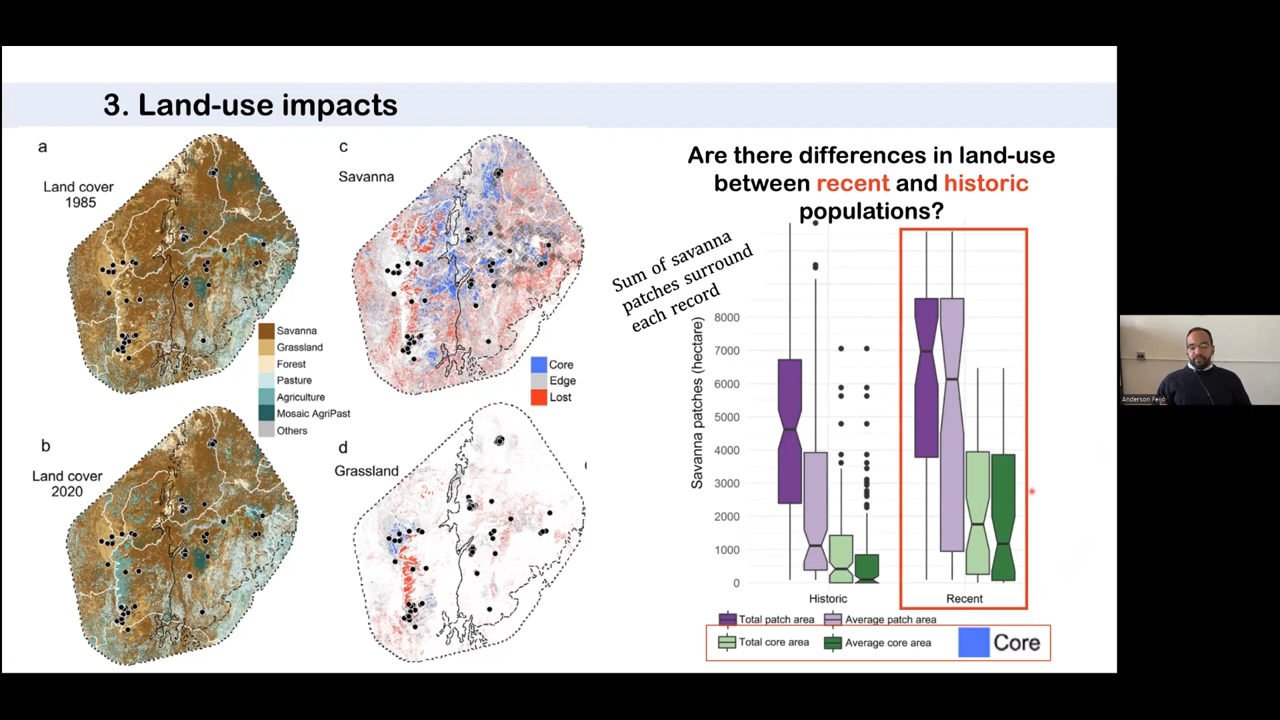 3. Land-use impacts
a
Land cover
1985
c
Savanna
Savanna
Grassland
Forest
Pasture
Agriculture
Mosaic AgriPast
Others
Core
Edge
Lost
b
Land cover
2020
d
Grassland
Are there differences in land-use
between recent and historic
populations?
Sum of savanna
patches surround
each record
Savanna patches (hectare)
8000
7000
6000
5000
4000
3000
2000
1000
0
Historic
Recent
Total patch area
Average patch area
Total core area
Average core area
Core
Anderson Feijó